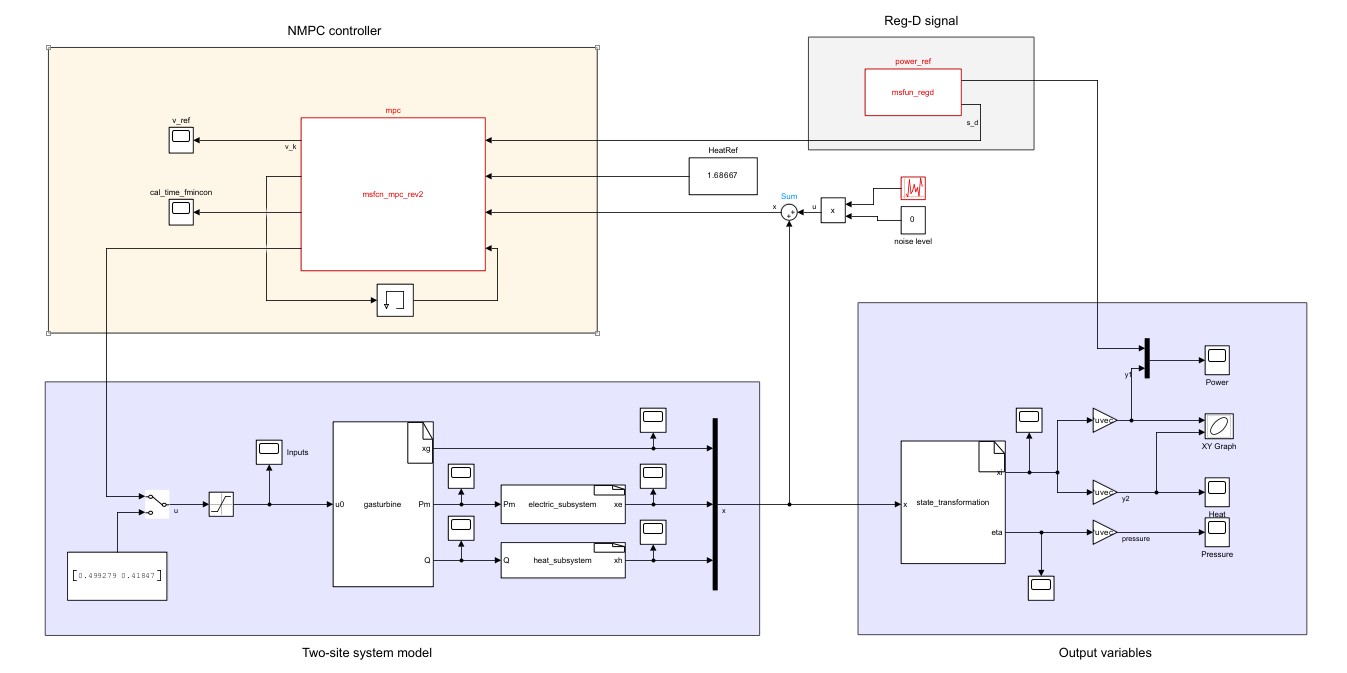 NMPC controller
Reg-D signal
power_ref
msfun_regd
s_d
mpc
v_ref
v_k
msfcn_mpc_rev2
cal_time_fmincon
HeatRef
1.68667
Sum
x
u
x
0
noise level
Inputs
u
[0.499279 0.41847]
u0
gasturbine
xg
Pm
Q
Pm
electric_subsystem
xe
Q
heat_subsystem
xh
x
x
state_transformation
xi
eta
*uvec
*uvec
*uvec
y1
y2
pressure
Power
XY Graph
Heat
Pressure
Two-site system model
Output variables